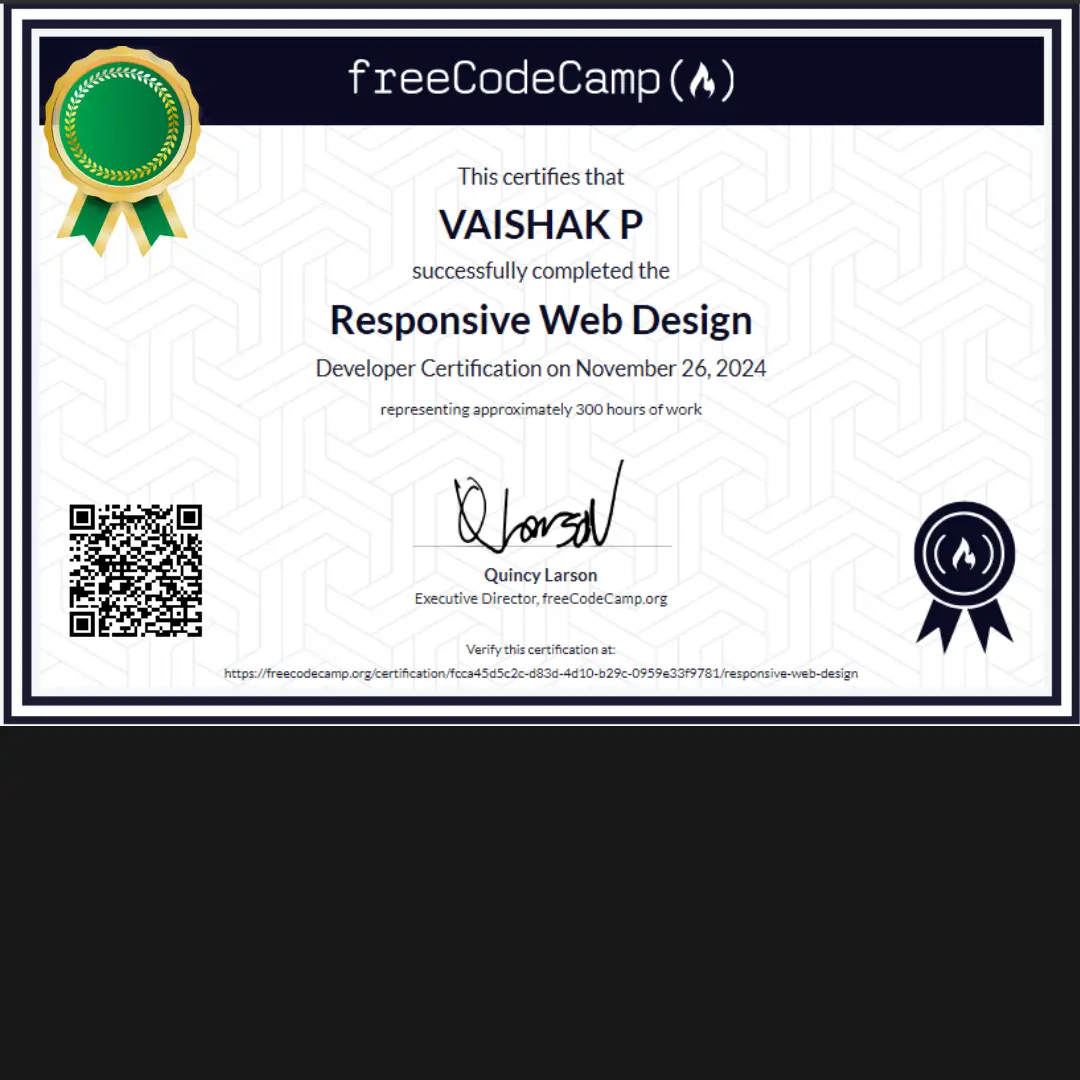 freeCodeCamp
This certifies that
VAISHAK P
successfully completed the
Responsive Web Design
Developer Certification on November 26, 2024
representing approximately 300 hours of work
Q Larson
Quincy Larson
Executive Director, freeCodeCamp.org
Verify this certification at:
https://freecodecamp.org/certification/fcca45d5c2c-d83d-4d10-b29c-0959e33f9781/responsive-web-design